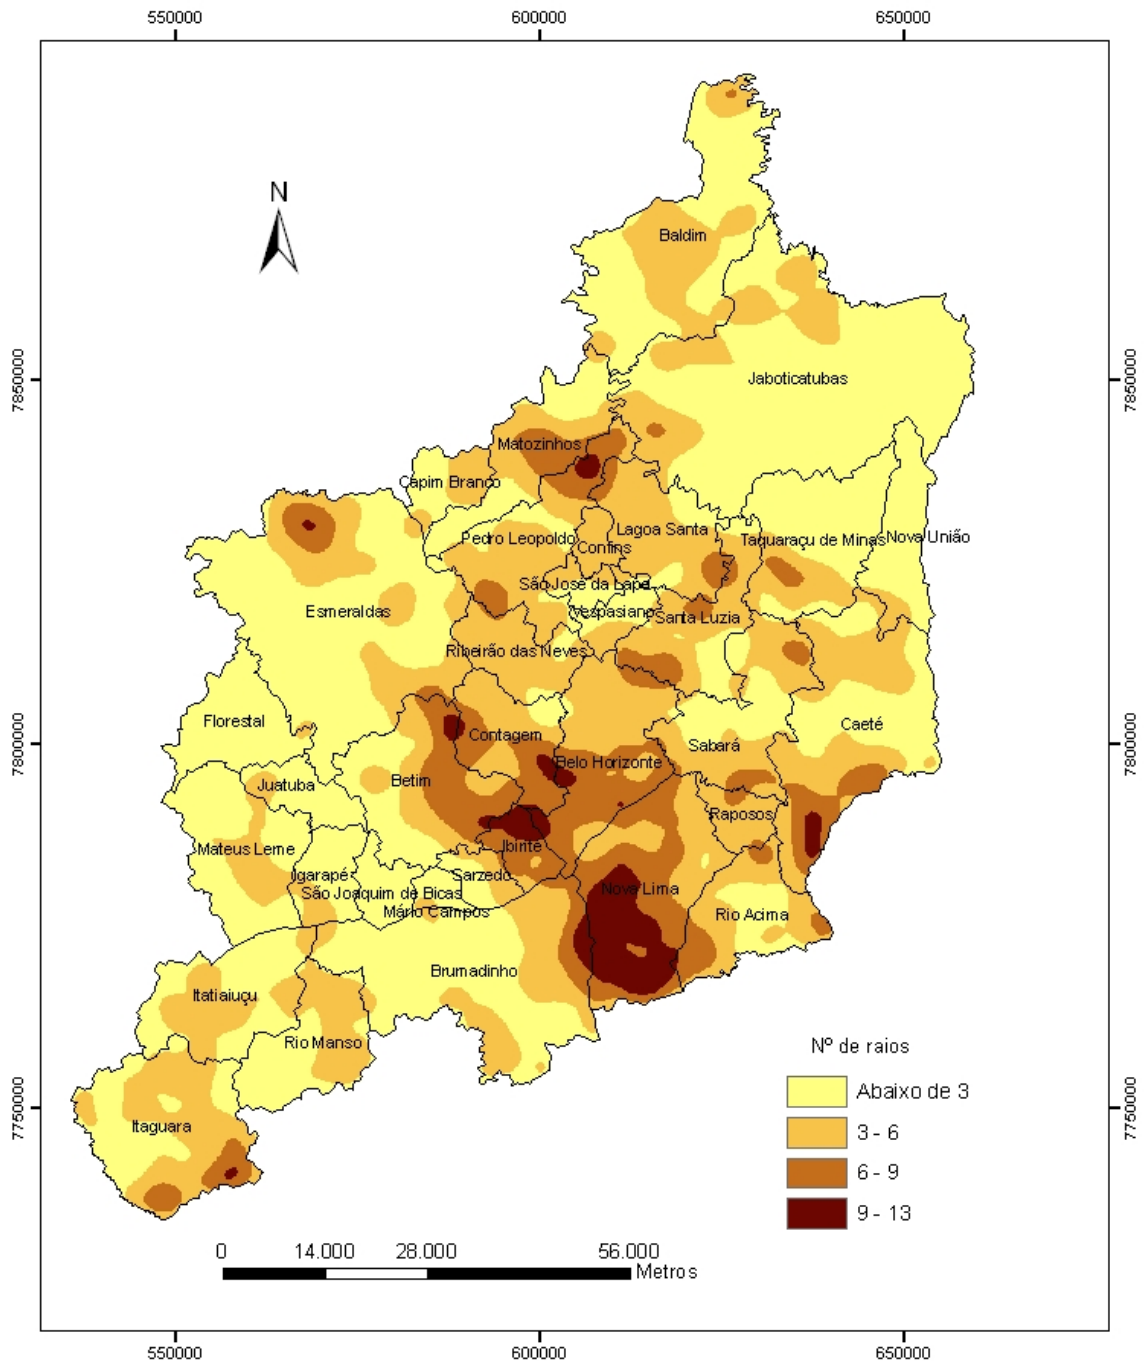 550000 600000 650000
N
Baldim
7850000 7850000
Jaboticatubas
Matozinhos
Capim Branco
Lagoa Santa
Pedro Leopoldo
Taquaraçu de Minas
Nova União
Confins
São José da Lapa
Esmeraldas
Vespasiano
Santa Luzia
Ribeirão das Neves
Florestal
Caeté
Contagem
Sabará
7800000 7800000
Belo Horizonte
Betim
Juatuba
Raposos
Mateus Leme
Ibirite
Igarapé
Sarzedo
Nova Lima
São Joaquim de Bicas
Mário Campos
Rio Acima
Brumadinho
Itatiaiuçu
Rio Manso
Nº de raios
Abaixo de 3
7750000 7750000
Itaguara
3 - 6
6 - 9
9 - 13
0 14.000 28.000 56.000
Metros
550000 600000 650000